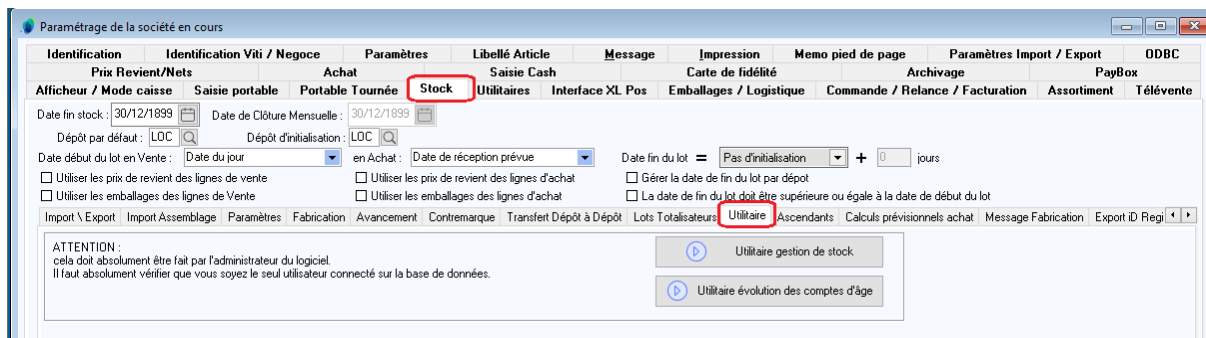 Paramétrage de la société en cours
Identification Identification Viti / Negoce Paramètres Libellé Article Message Impression Memo pied de page Paramètres Import / Export ODBC
Prix Revient/Nets Achat Saisie Cash Carte de fidélité Archivage PayBox
Afficheur / Mode caisse Saisie portable Portable Tournée Stock Utilitaires Interface XL Pos Emballages / Logistique Commande / Relance / Facturation Assortiment Télévente
Date fin stock : 30/12/1899 Date de Clôture Mensuelle : 30/12/1899
Dépôt par défaut : LOC Dépôt d'initialisation : LOC
Date début du lot en Vente : Date du jour en Achat : Date de réception prévue Date fin du lot = Pas d'initialisation + 0 jours
Utiliser les prix de revient des lignes de vente Utiliser les prix de revient des lignes d'achat Gérer la date de fin du lot par dépot
Utiliser les emballages des lignes de Vente Utiliser les emballages des lignes d'achat La date de fin du lot doit être supérieure ou égale à la date de début du lot
Import \ Export Import Assemblage Paramètres Fabrication Avancement Contremarque Transfert Dépôt à Dépôt Lots Totalisateurs Utilitaire Ascendants Calculs prévisionnels achat Message Fabrication Export iD Regi
ATTENTION :
cela doit absolument être fait par l'administrateur du logiciel.
Il faut absolument vérifier que vous soyez le seul utilisateur connecté sur la base de données.
Utilitaire gestion de stock
Utilitaire évolution des comptes d'âge